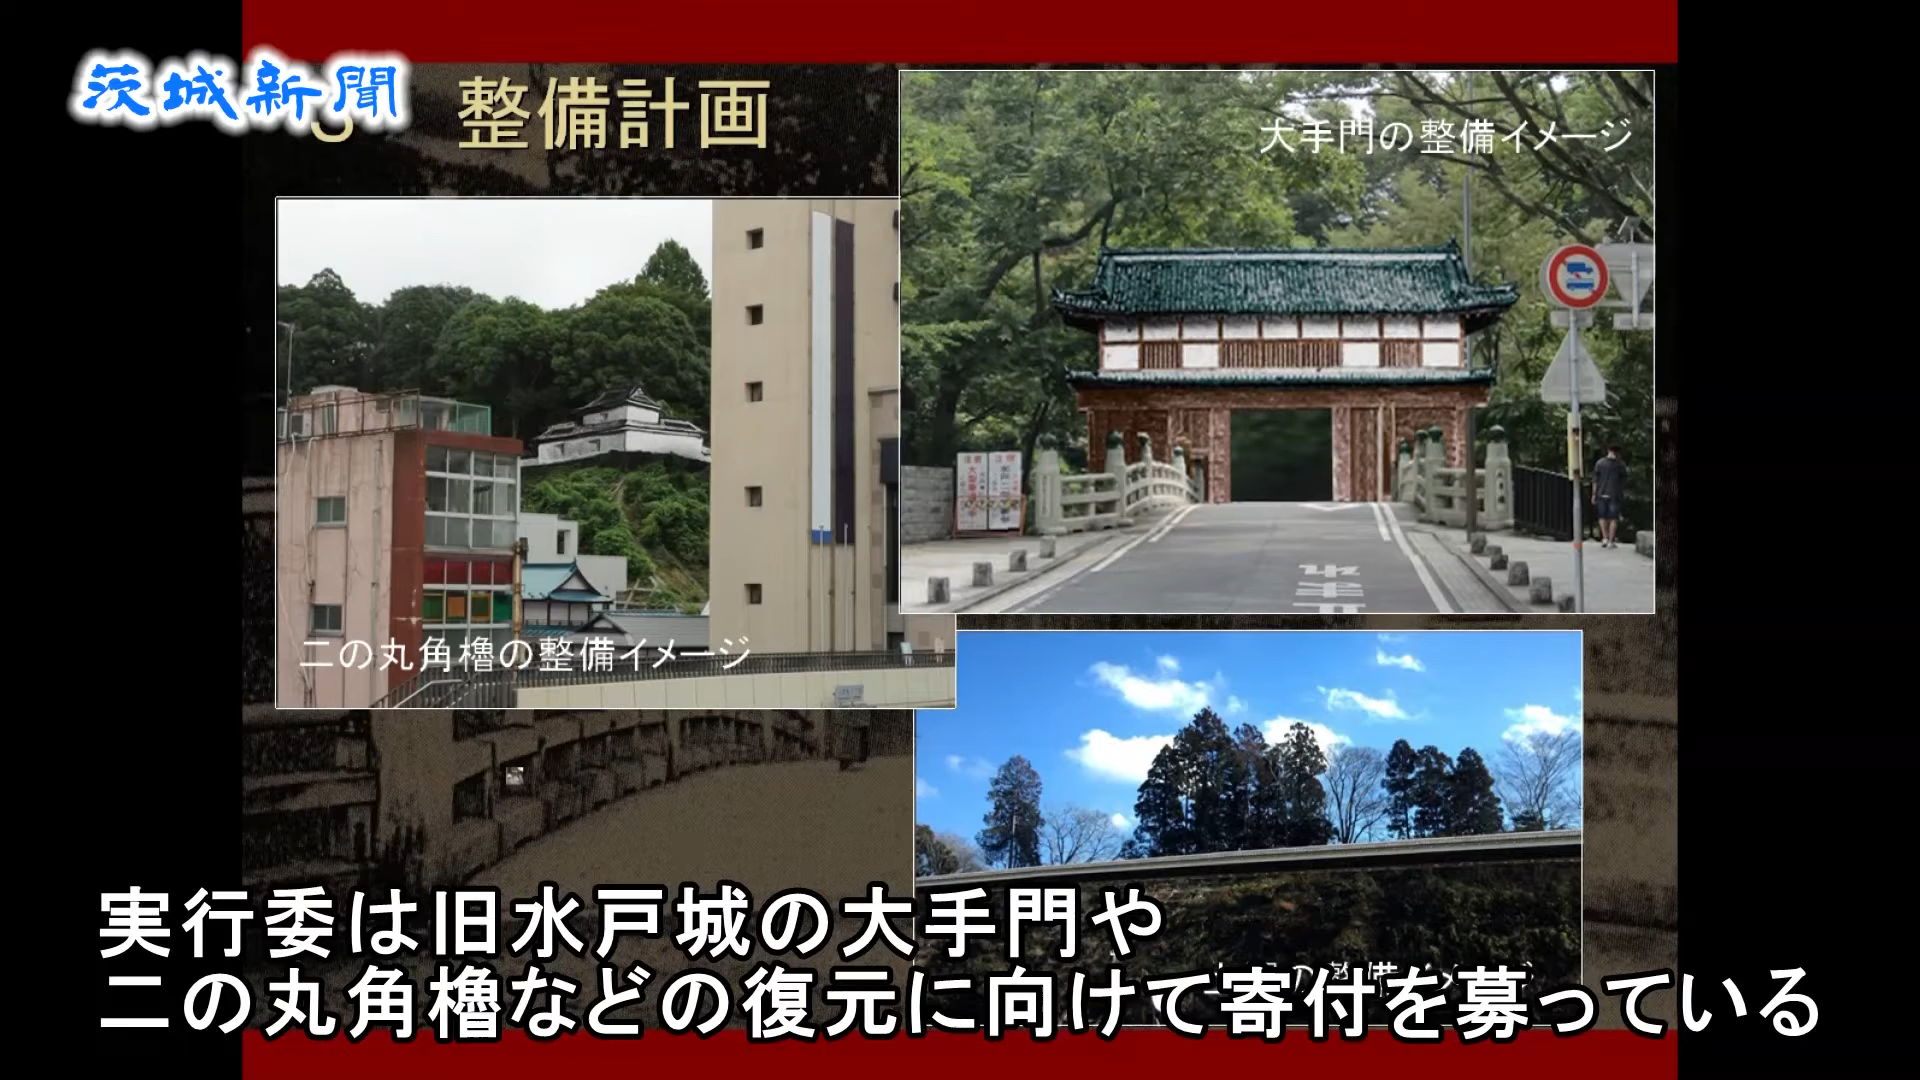 茨城新聞
整備計画
大手門の整備イメージ
二の丸角櫓の整備イメージ
実行委は旧水戸城の大手門や
二の丸角櫓などの復元に向けて寄付を募っている